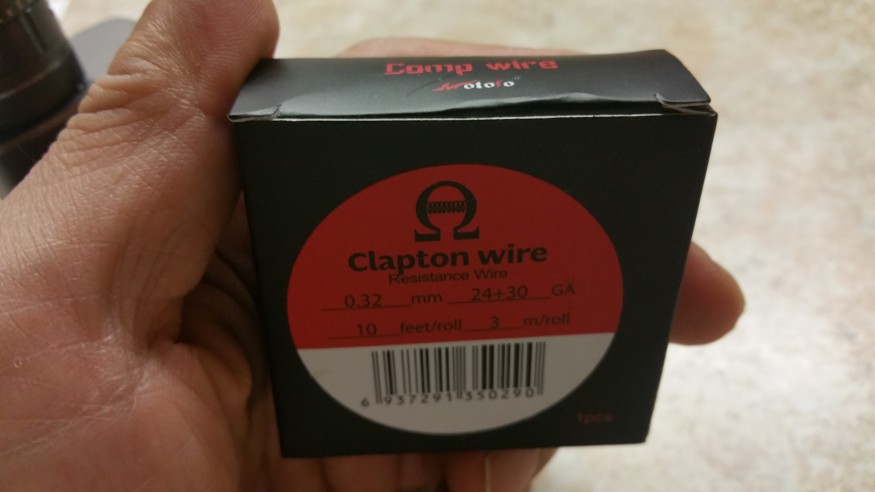 Comp wire
Clapton wire
Resistance Wire
0.32 mm 24+30 GA
10 feet/roll 3 m/roll
6 937291 350290
1pcs